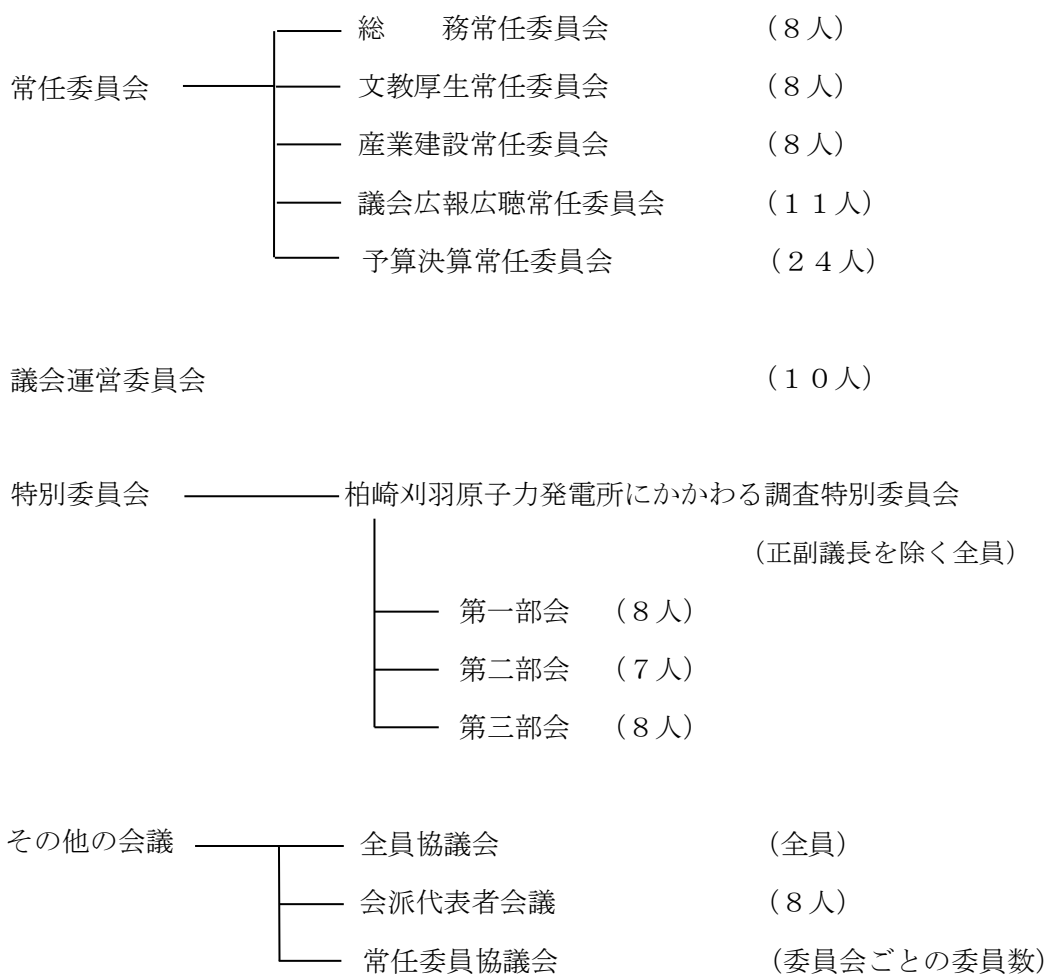 総　　務常任委員会　（８人）
常任委員会　文教厚生常任委員会　（８人）
産業建設常任委員会　（８人）
議会広報広聴常任委員会　（１１人）
予算決算常任委員会　（２４人）
議会運営委員会　（１０人）
特別委員会　柏崎刈羽原子力発電所にかかわる調査特別委員会
（正副議長を除く全員）
第一部会　（８人）
第二部会　（７人）
第三部会　（８人）
その他の会議　全員協議会　（全員）
会派代表者会議　（８人）
常任委員協議会　（委員会ごとの委員数）